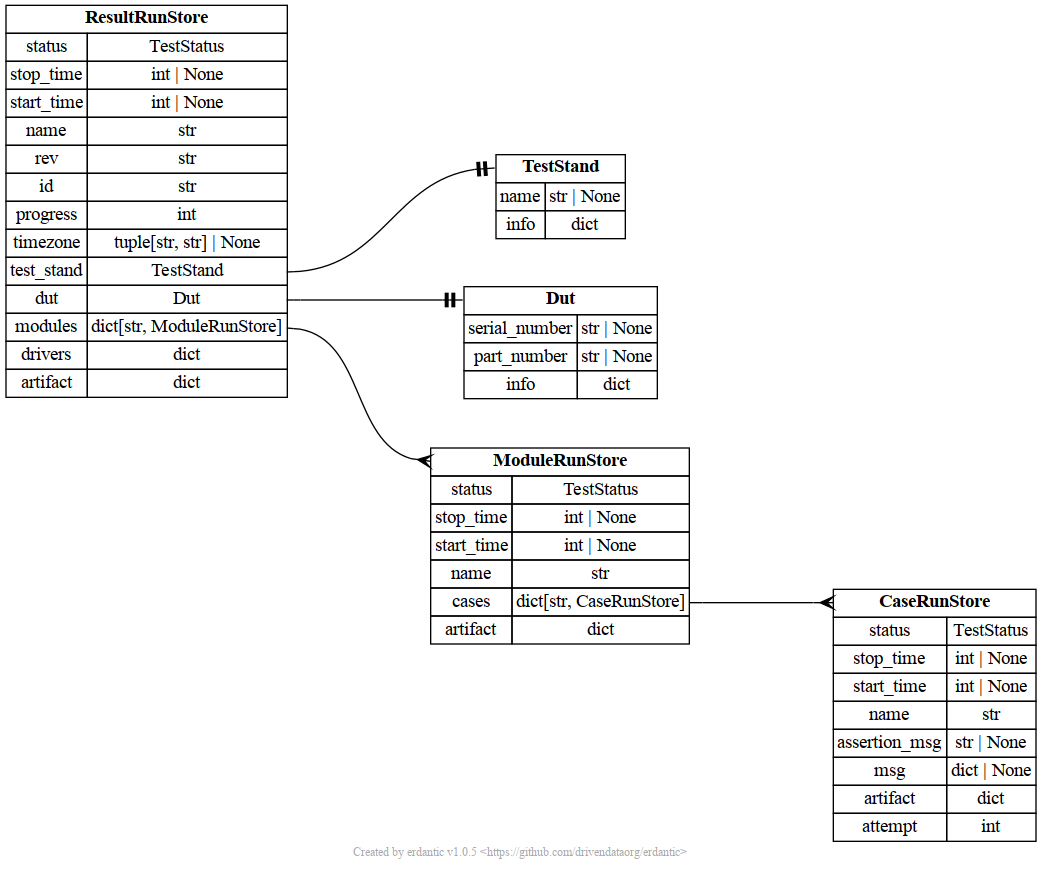 ResultRunStore
status TestStatus
stop_time int | None
start_time int | None
name str
rev str
id str
progress int
timezone tuple[str, str] | None
test_stand TestStand
dut Dut
modules dict[str, ModuleRunStore]
drivers dict
artifact dict
TestStand
name str | None
info dict
Dut
serial_number str | None
part_number str | None
info dict
ModuleRunStore
status TestStatus
stop_time int | None
start_time int | None
name str
cases dict[str, CaseRunStore]
artifact dict
CaseRunStore
status TestStatus
stop_time int | None
start_time int | None
name str
assertion_msg str | None
msg dict | None
artifact dict
attempt int
Created by erdantic v1.0.5 <https://github.com/drivendataorg/erdantic>